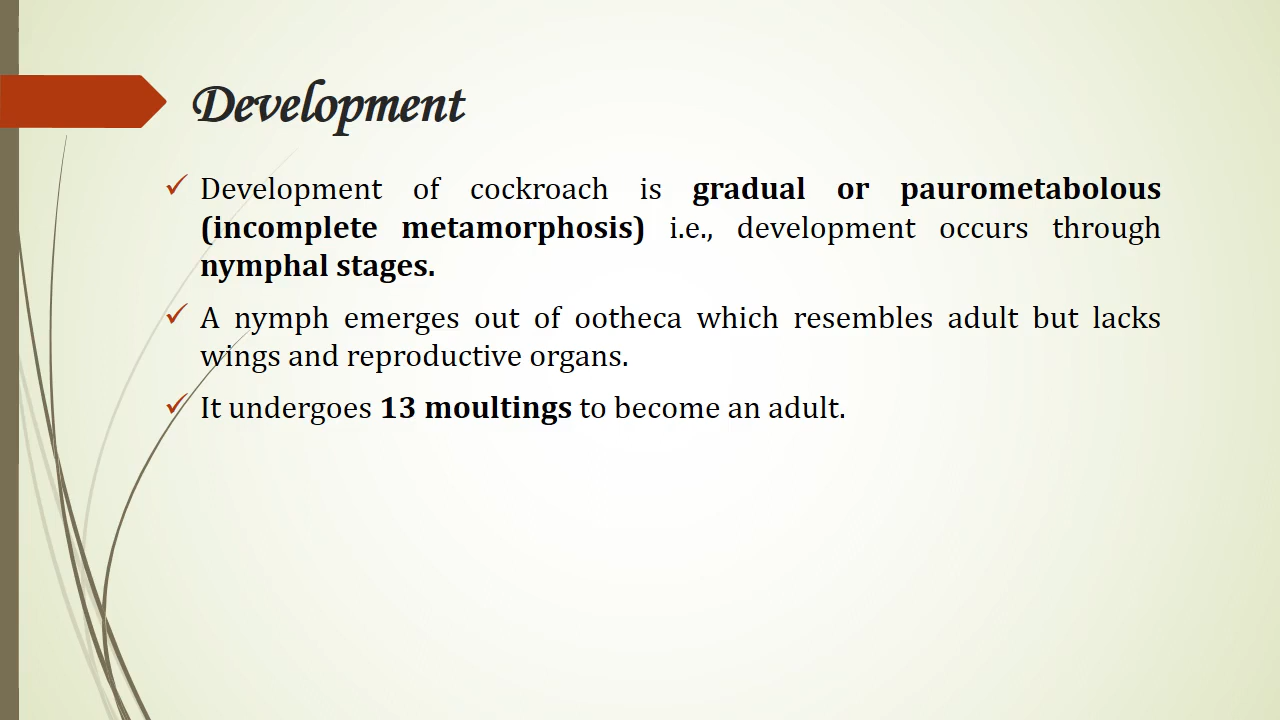 Development
Development of cockroach is gradual or paurometabolous
(incomplete metamorphosis) i.e., development occurs through
nymphal stages.
A nymph emerges out of ootheca which resembles adult but lacks
wings and reproductive organs.
It undergoes 13 moultings to become an adult.